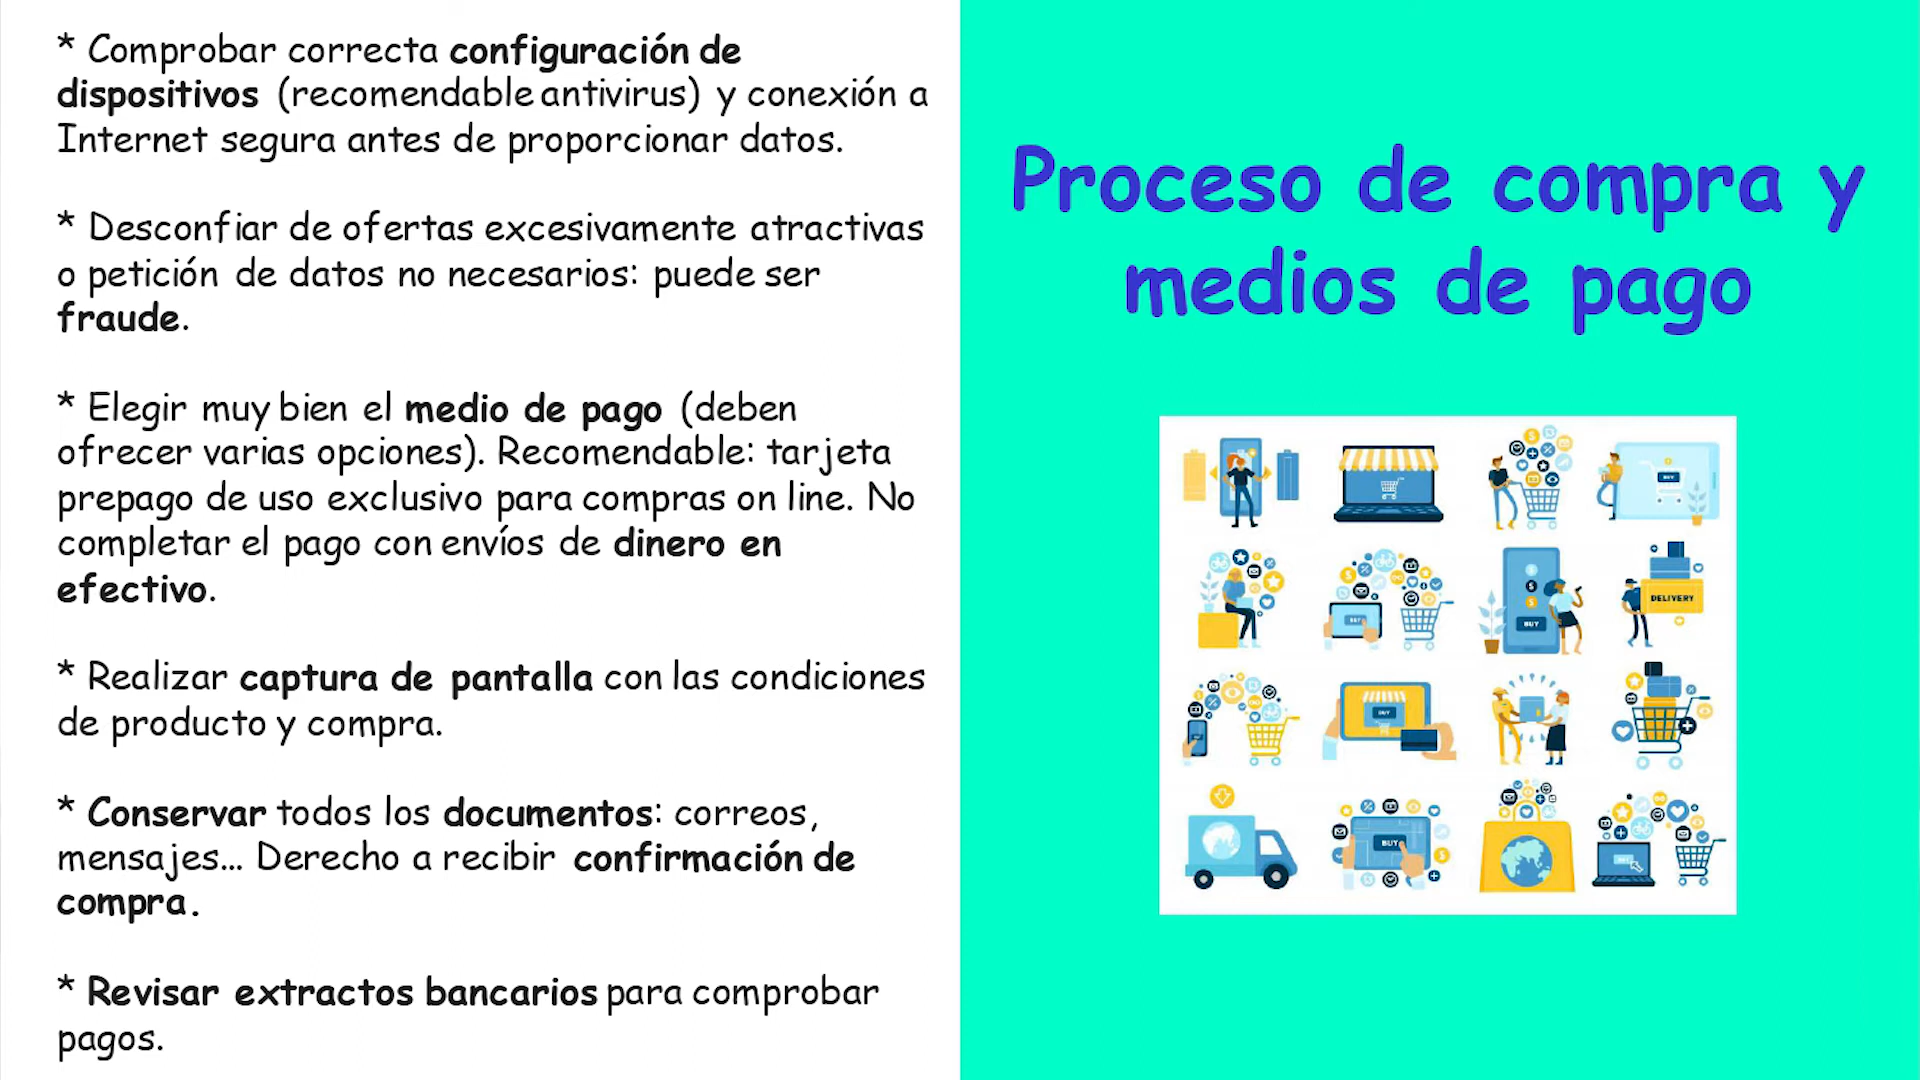 * Comprobar correcta configuración de
dispositivos (recomendable antivirus) y conexión a
Internet segura antes de proporcionar datos.
* Desconfiar de ofertas excesivamente atractivas
o petición de datos no necesarios: puede ser
fraude.
* Elegir muy bien el medio de pago (deben
ofrecer varias opciones). Recomendable: tarjeta
prepago de uso exclusivo para compras on line. No
completar el pago con envíos de dinero en
efectivo.
* Realizar captura de pantalla con las condiciones
de producto y compra.
* Conservar todos los documentos: correos,
mensajes... Derecho a recibir confirmación de
compra.
* Revisar extractos bancarios para comprobar
pagos.
Proceso de compra y
medios de pago
BUY
BUY
BUY
DELIVERY
BUY
BUY